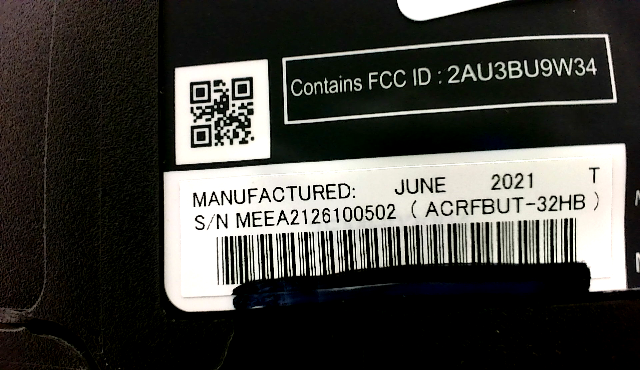 Contains FCC ID : 2AU3BU9W34
MANUFACTURED: JUNE 2021 T
S/N MEEA2126100502 ( ACRFBUT-32HB )